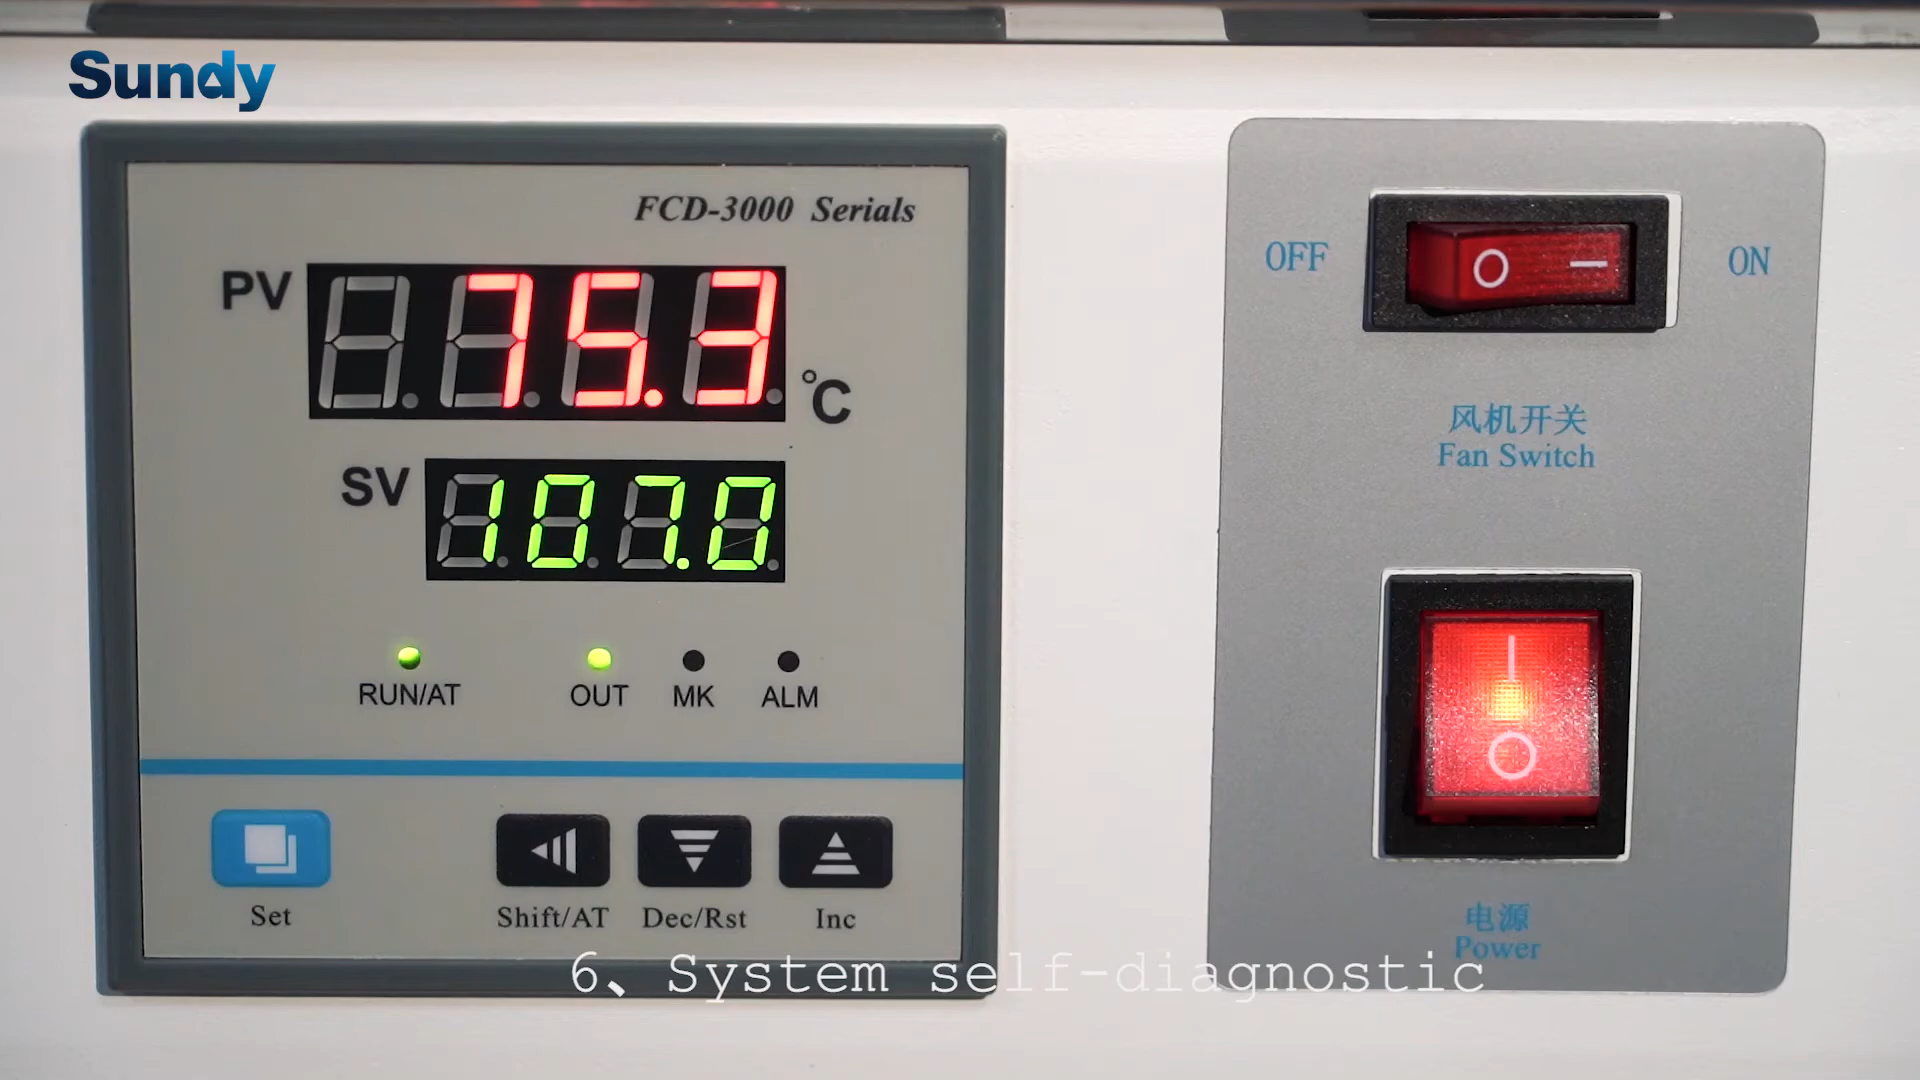 Sundy
FCD-3000 Serials
PV 75.3 °C
SV 107.0
RUN/AT OUT MK ALM
Set Shift/AT Dec/Rst Inc
OFF ON
风机开关
Fan Switch
电源
Power
6、System self-diagnostic